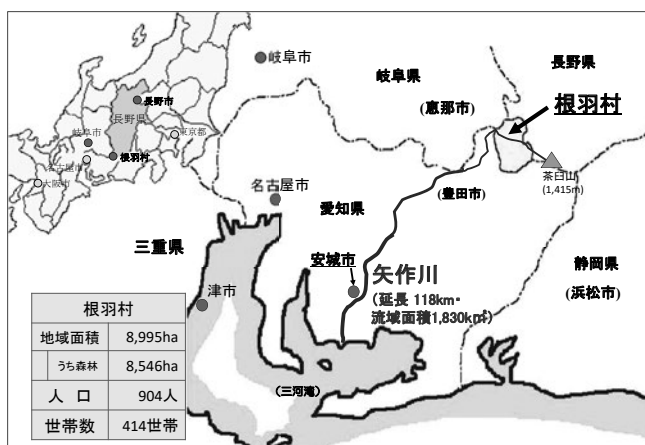 岐阜市
長野県
岐阜県
(恵那市)
根羽村
長野市
長野県
岐阜市
東京都
名古屋市
根羽村
大阪市
茶臼山
(1,415m)
(豊田市)
名古屋市
愛知県
三重県
静岡県
(浜松市)
安城市
矢作川
(延長 118km・
流域面積1,830km²)
津市
(三河湾)
根羽村
地域面積 8,995ha
うち森林 8,546ha
人 口 904人
世帯数 414世帯